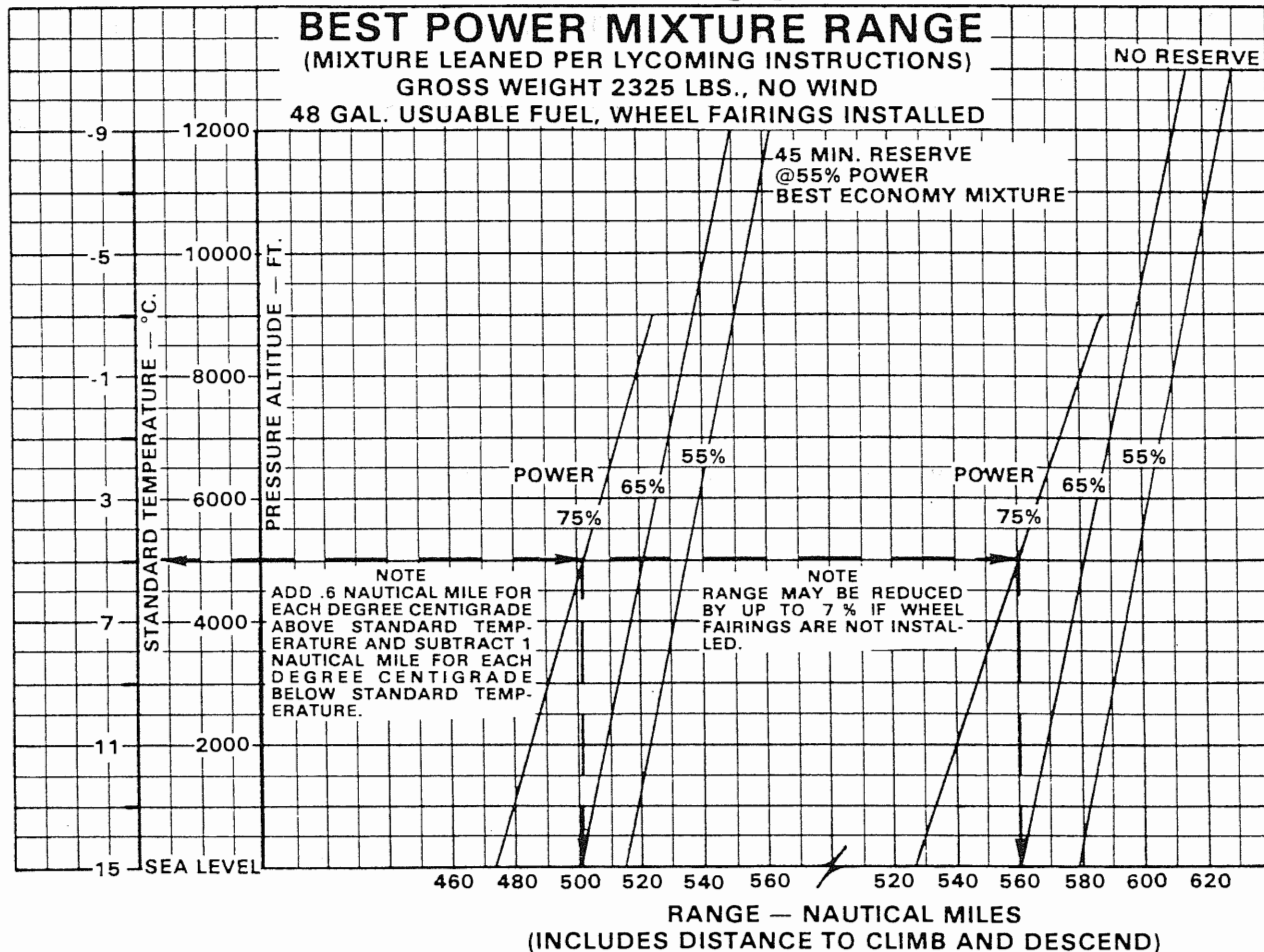 BEST POWER MIXTURE RANGE
(MIXTURE LEANED PER LYCOMING INSTRUCTIONS)
GROSS WEIGHT 2325 LBS., NO WIND
48 GAL. USUABLE FUEL, WHEEL FAIRINGS INSTALLED
NO RESERVE
45 MIN. RESERVE
@55% POWER
BEST ECONOMY MIXTURE
STANDARD TEMPERATURE — °C.
-9
-5
-1
3
7
11
15
PRESSURE ALTITUDE — FT.
12000
10000
8000
6000
4000
2000
SEA LEVEL
POWER
75%
65%
55%
POWER
75%
65%
55%
NOTE
ADD .6 NAUTICAL MILE FOR
EACH DEGREE CENTIGRADE
ABOVE STANDARD TEMP-
ERATURE AND SUBTRACT 1
NAUTICAL MILE FOR EACH
DEGREE CENTIGRADE
BELOW STANDARD TEMP-
ERATURE.
NOTE
RANGE MAY BE REDUCED
BY UP TO 7 % IF WHEEL
FAIRINGS ARE NOT INSTAL-
LED.
460 480 500 520 540 560 520 540 560 580 600 620
RANGE — NAUTICAL MILES
(INCLUDES DISTANCE TO CLIMB AND DESCEND)